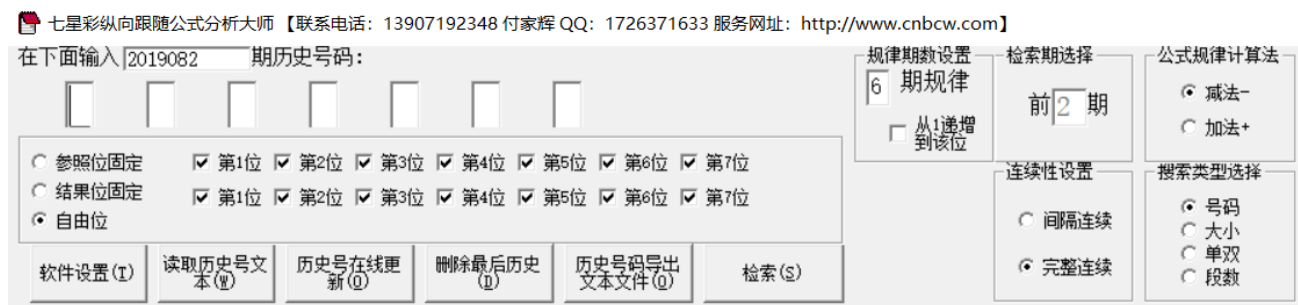 七星彩纵向跟随公式分析大师 【联系电话：13907192348 付家辉 QQ：1726371633 服务网址：http://www.cnbcw.com】
在下面输入 2019082 期历史号码：
规律期数设置
6 期规律
从1递增到该位
检索期选择
前 2 期
公式规律计算法
减法-
加法+
参照位固定 第1位 第2位 第3位 第4位 第5位 第6位 第7位
结果位固定 第1位 第2位 第3位 第4位 第5位 第6位 第7位
自由位
连续性设置
间隔连续
完整连续
搜索类型选择
号码
大小
单双
段数
软件设置(T)
读取历史号文本(W)
历史号在线更新(O)
删除最后历史(D)
历史号码导出文本文件(O)
检索(S)